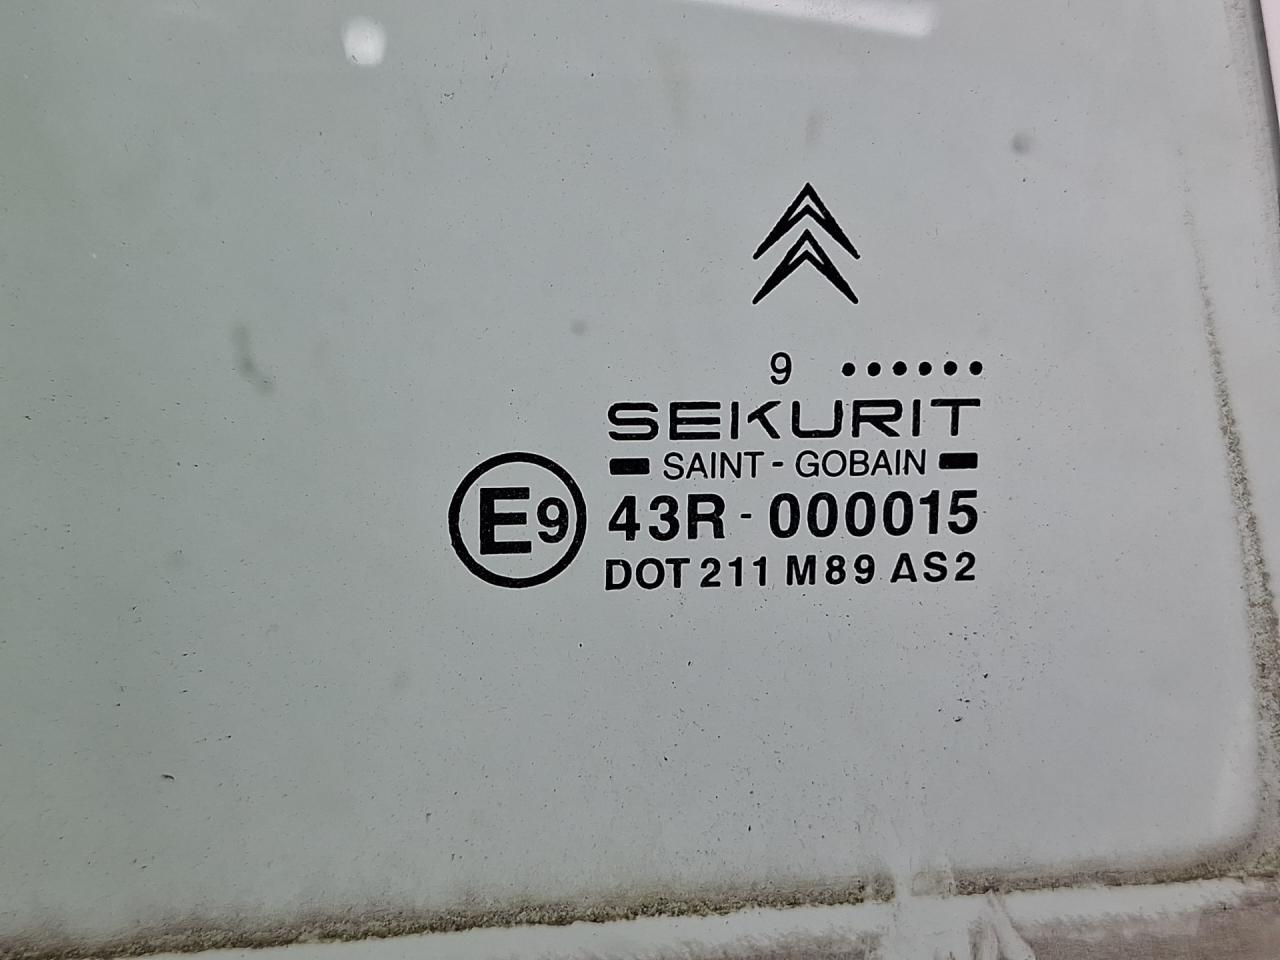 9 ......
SEKURIT
SAINT - GOBAIN
E9 43R - 000015
DOT 211 M89 AS2